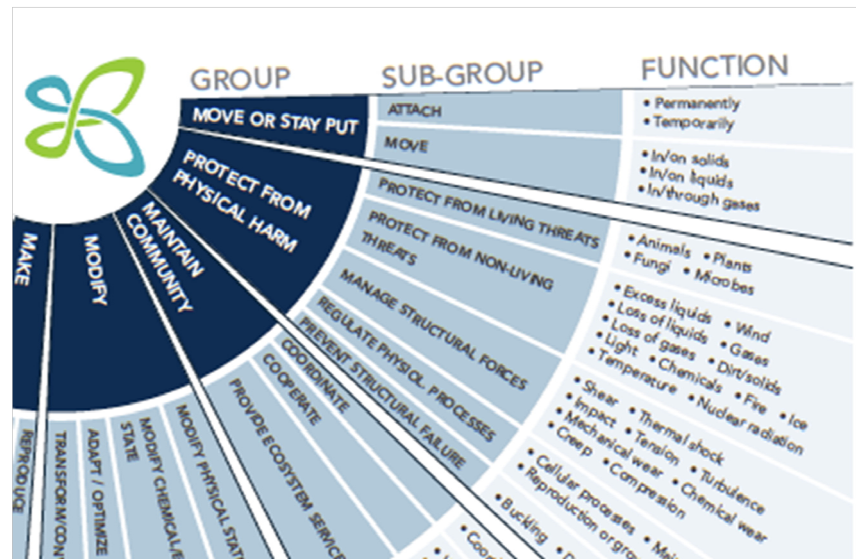 GROUP
SUB-GROUP
FUNCTION
MOVE OR STAY PUT
ATTACH
• Permanently
• Temporarily
MOVE
• In/on solids
• In/on liquids
• In/through gases
PROTECT FROM
PHYSICAL HARM
PROTECT FROM LIVING THREATS
• Animals • Plants
• Fungi • Microbes
PROTECT FROM NON-LIVING
THREATS
• Excess liquids • Wind
• Loss of liquids • Gases
• Loss of gases • Dirt/solids
• Light • Chemicals • Fire • Ice
• Temperature • Nuclear radiation
MANAGE STRUCTURAL FORCES
• Shear • Thermal shock
• Impact • Tension • Turbulence
• Mechanical wear • Chemical wear
• Creep • Compression
REGULATE PHYSIOL. PROCESSES
• Cellular processes
• Reproduction or
PREVENT STRUCTURAL FAILURE
• Buckling
MAINTAIN
COMMUNITY
COORDINATE
COOPERATE
PROVIDE ECOSYSTEM
MODIFY
MODIFY PHYSICAL
MODIFY CHEMICAL/
STATE
ADAPT / OPTIMIZE
MAKE
REPRODUCE